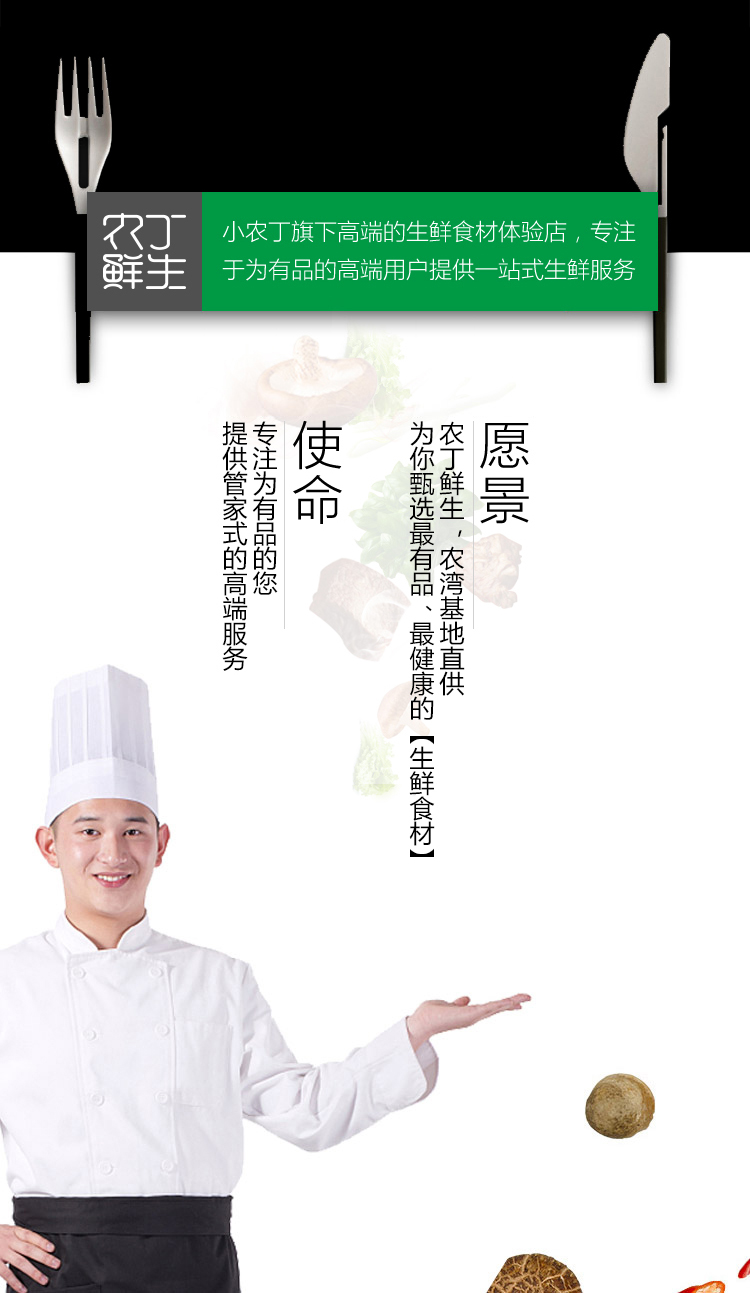 农丁
鲜生
小农丁旗下高端的生鲜食材体验店，专注
于为有品的高端用户提供一站式生鲜服务
愿景
农丁鲜生，农湾基地直供
为你甄选最有品、最健康的【生鲜食材】
使命
专注为有品的您
提供管家式的高端服务